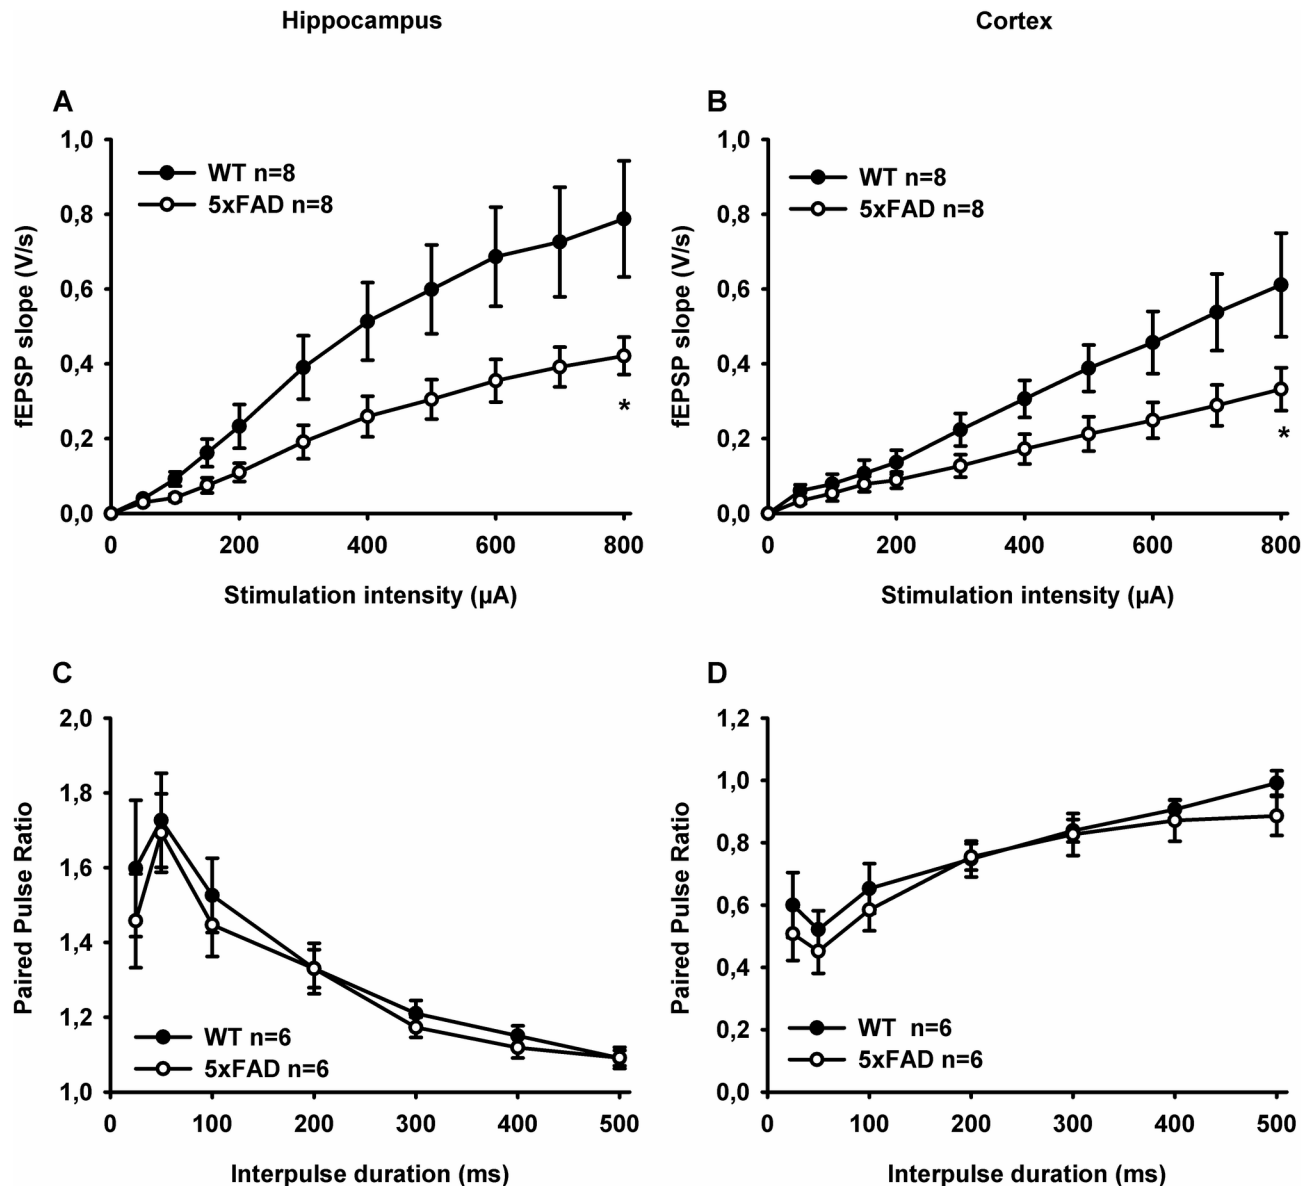 Hippocampus
Cortex
A
B
1,0
0,8
0,6
0,4
0,2
0,0
fEPSP slope (V/s)
WT n=8
5xFAD n=8
*
0 200 400 600 800
Stimulation intensity (µA)
1,0
0,8
0,6
0,4
0,2
0,0
fEPSP slope (V/s)
WT n=8
5xFAD n=8
*
0 200 400 600 800
Stimulation intensity (µA)
C
D
2,0
1,8
1,6
1,4
1,2
1,0
Paired Pulse Ratio
WT n=6
5xFAD n=6
0 100 200 300 400 500
Interpulse duration (ms)
1,2
1,0
0,8
0,6
0,4
0,2
0,0
Paired Pulse Ratio
WT n=6
5xFAD n=6
0 100 200 300 400 500
Interpulse duration (ms)